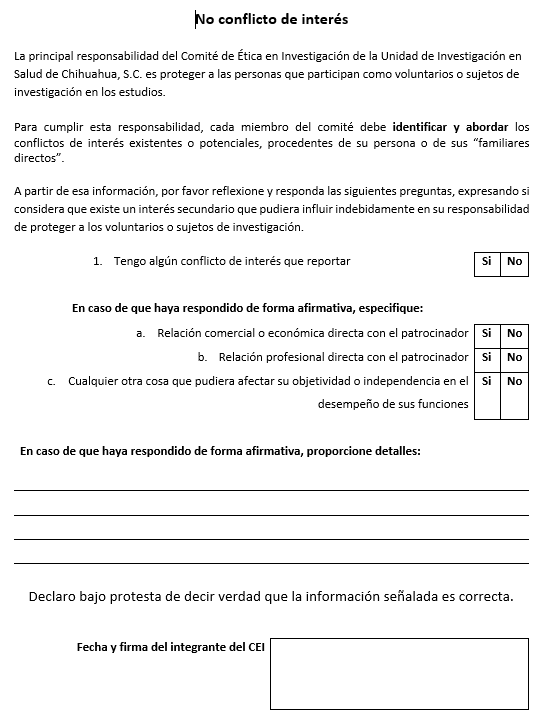 No conflicto de interés
La principal responsabilidad del Comité de Ética en Investigación de la Unidad de Investigación en
Salud de Chihuahua, S.C. es proteger a las personas que participan como voluntarios o sujetos de
investigación en los estudios.
Para cumplir esta responsabilidad, cada miembro del comité debe identificar y abordar los
conflictos de interés existentes o potenciales, procedentes de su persona o de sus “familiares
directos”.
A partir de esa información, por favor reflexione y responda las siguientes preguntas, expresando si
considera que existe un interés secundario que pudiera influir indebidamente en su responsabilidad
de proteger a los voluntarios o sujetos de investigación.
1. Tengo algún conflicto de interés que reportar Si No
En caso de que haya respondido de forma afirmativa, especifique:
a. Relación comercial o económica directa con el patrocinador Si No
b. Relación profesional directa con el patrocinador Si No
c. Cualquier otra cosa que pudiera afectar su objetividad o independencia en el Si No
desempeño de sus funciones
En caso de que haya respondido de forma afirmativa, proporcione detalles:
Declaro bajo protesta de decir verdad que la información señalada es correcta.
Fecha y firma del integrante del CEI